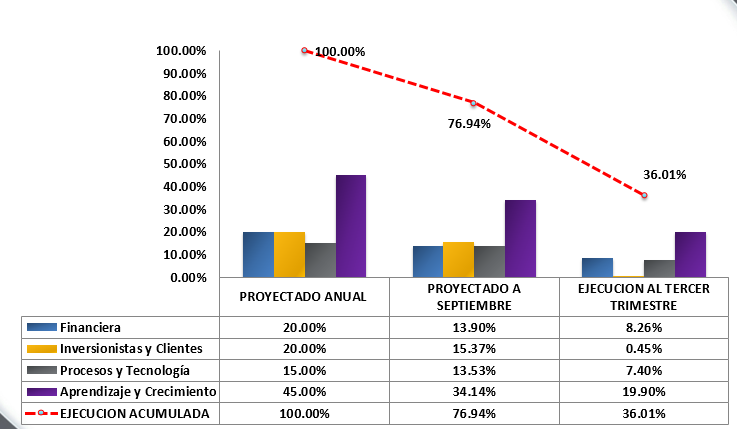 100.00%
90.00%
80.00%
70.00%
60.00%
50.00%
40.00%
30.00%
20.00%
10.00%
0.00%
100.00%
76.94%
36.01%
PROYECTADO ANUAL
PROYECTADO A
SEPTIEMBRE
EJECUCION AL TERCER
TRIMESTRE
Financiera 20.00% 13.90% 8.26%
Inversionistas y Clientes 20.00% 15.37% 0.45%
Procesos y Tecnología 15.00% 13.53% 7.40%
Aprendizaje y Crecimiento 45.00% 34.14% 19.90%
EJECUCION ACUMULADA 100.00% 76.94% 36.01%